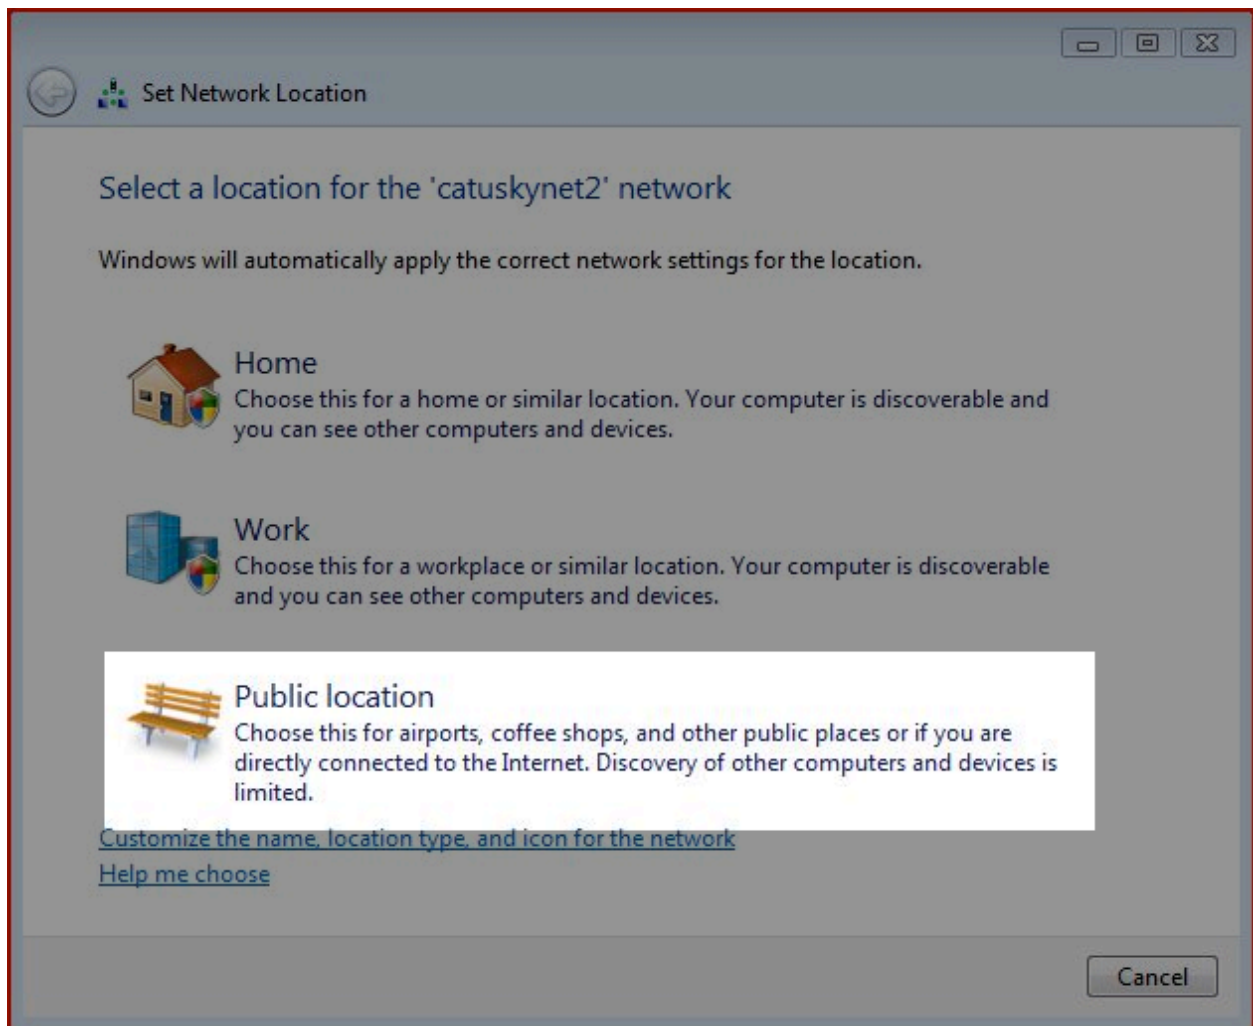 Set Network Location
Select a location for the 'catuskynet2' network
Windows will automatically apply the correct network settings for the location.
Home
Choose this for a home or similar location. Your computer is discoverable and
you can see other computers and devices.
Work
Choose this for a workplace or similar location. Your computer is discoverable
and you can see other computers and devices.
Public location
Choose this for airports, coffee shops, and other public places or if you are
directly connected to the Internet. Discovery of other computers and devices is
limited.
Customize the name, location type, and icon for the network
Help me choose
Cancel